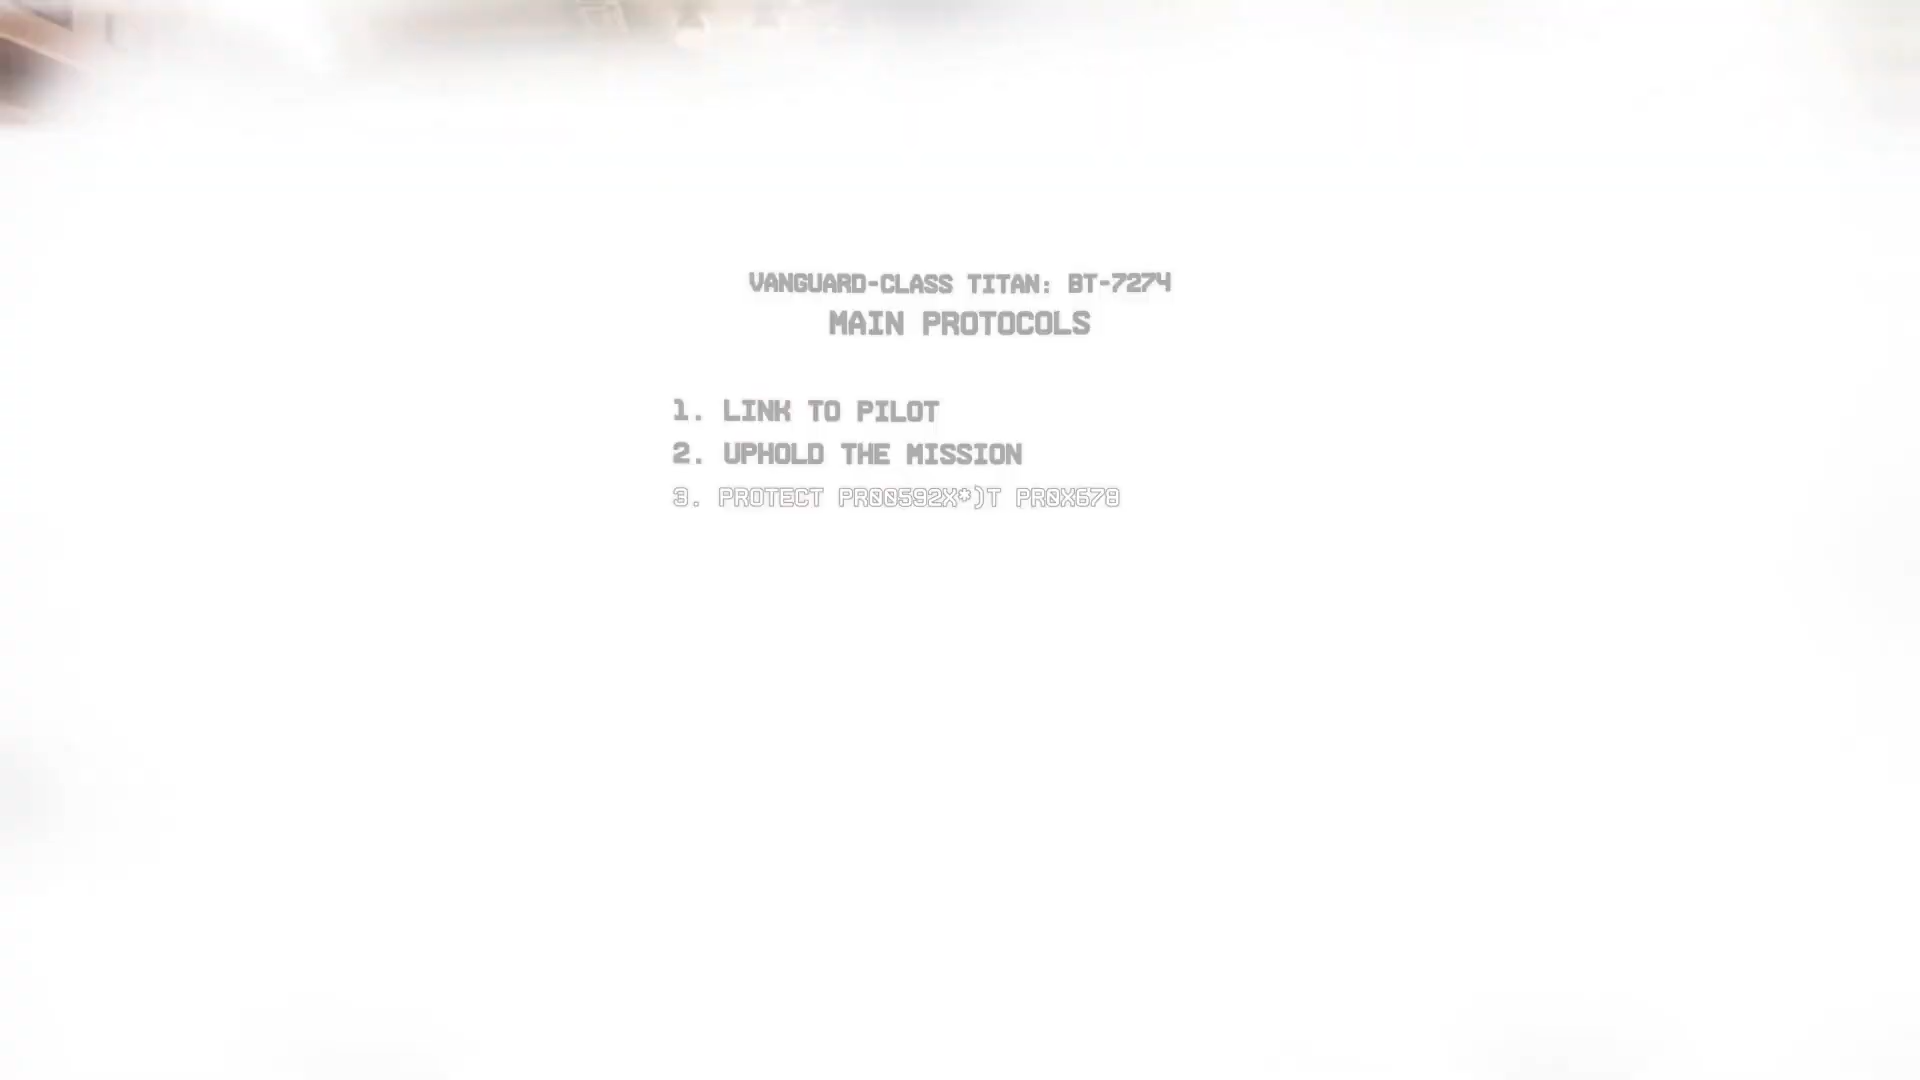 VANGUARD-CLASS TITAN: BT-7274
MAIN PROTOCOLS
1. LINK TO PILOT
2. UPHOLD THE MISSION
3. PROTECT PR00592X*)T PR0X678